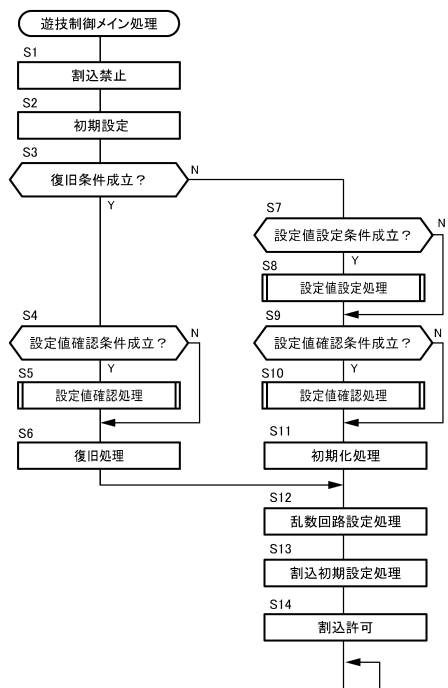 遊技制御メイン処理
S1
割込禁止
S2
初期設定
S3
復旧条件成立？
N
Y
S7
設定値設定条件成立？
N
Y
S8
設定値設定処理
S4
設定値確認条件成立？
N
Y
S5
設定値確認処理
S6
復旧処理
S9
設定値確認条件成立？
N
Y
S10
設定値確認処理
S11
初期化処理
S12
乱数回路設定処理
S13
割込初期設定処理
S14
割込許可